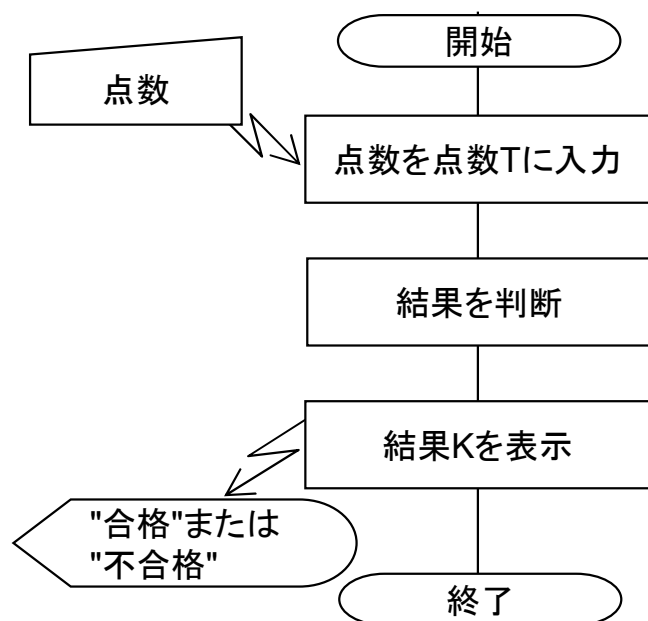 開始
点数
点数を点数Tに入力
結果を判断
結果Kを表示
"合格"または
"不合格"
終了